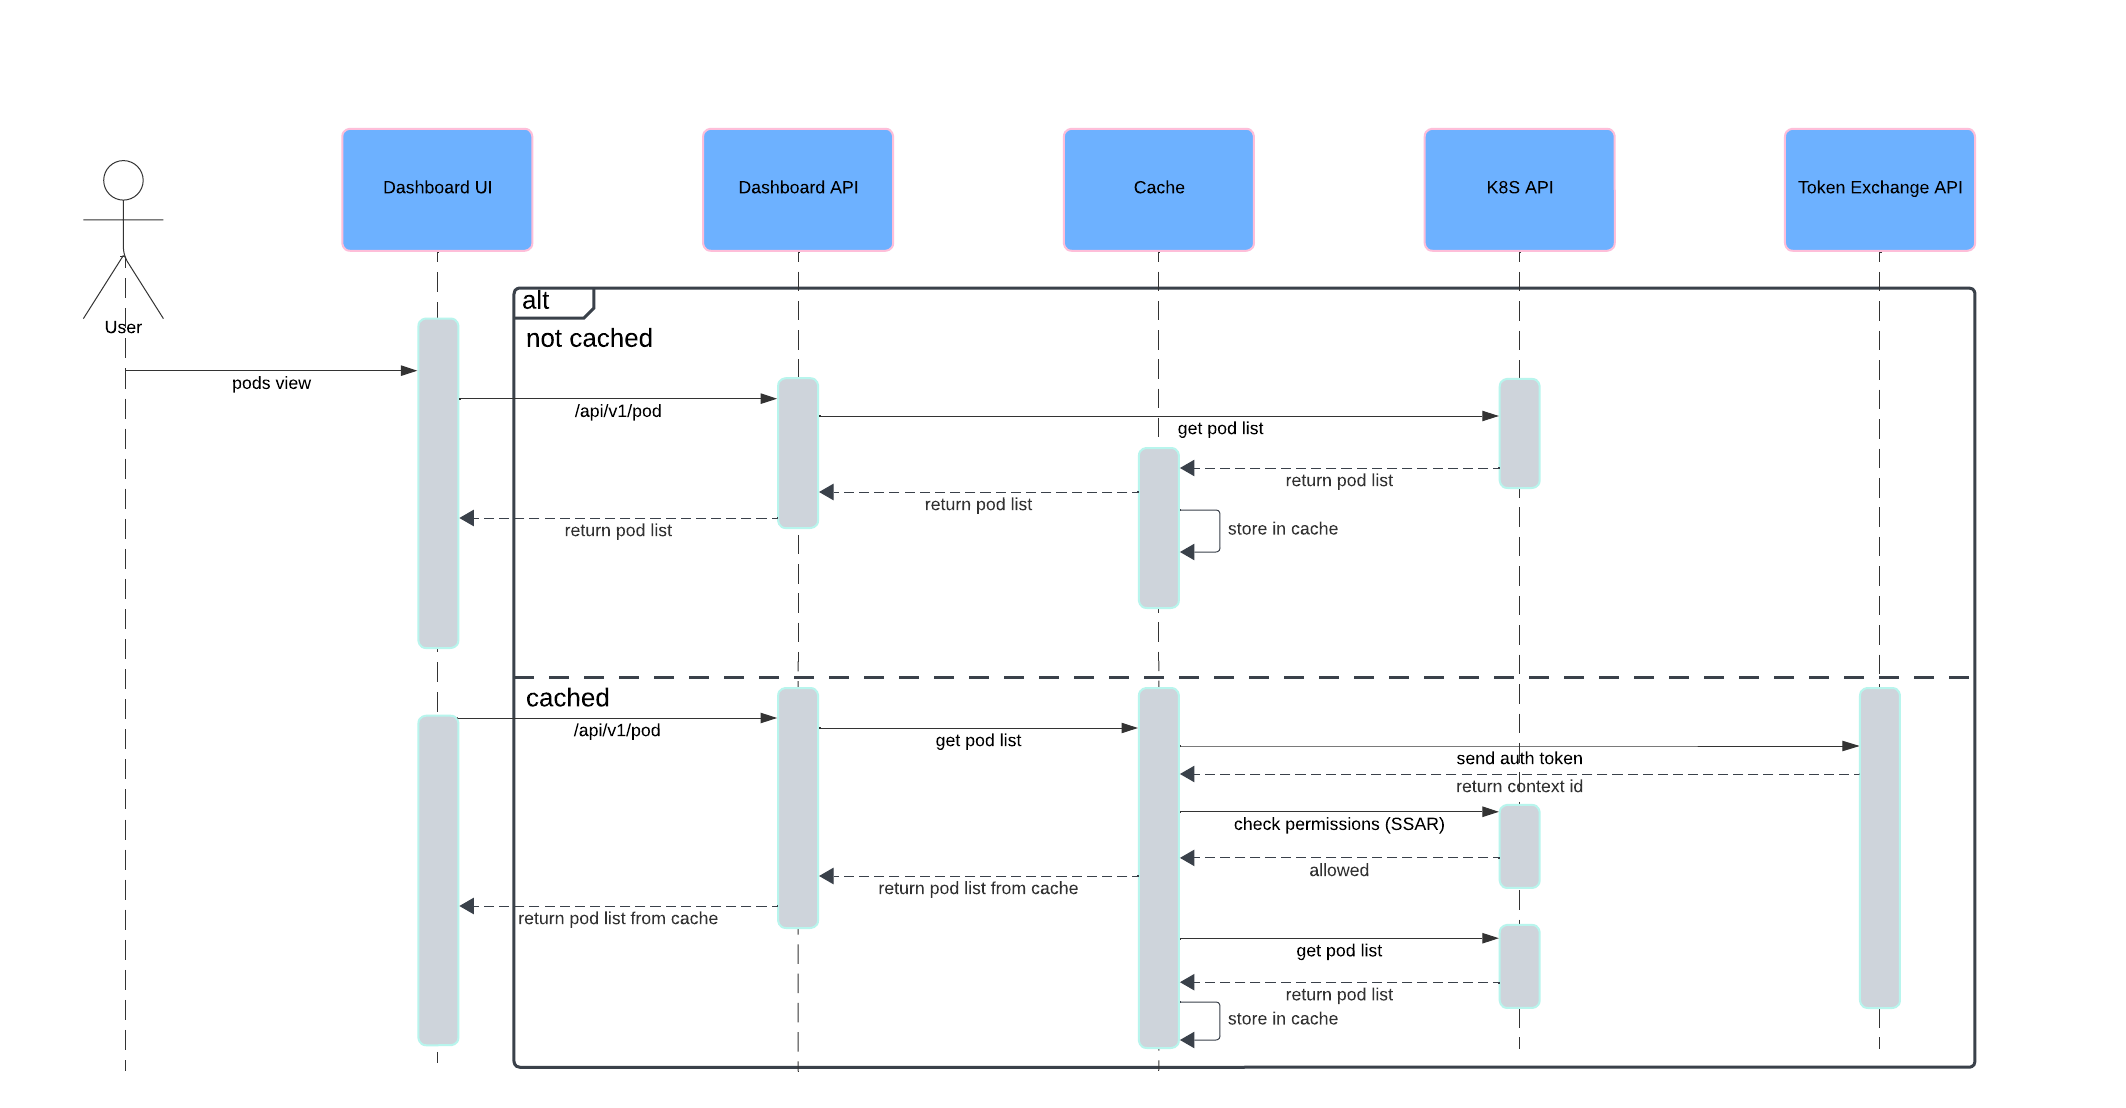 Dashboard UI
Dashboard API
Cache
K8S API
Token Exchange API
User
alt
not cached
pods view
/api/v1/pod
get pod list
return pod list
return pod list
return pod list
store in cache
cached
/api/v1/pod
get pod list
send auth token
return context id
check permissions (SSAR)
allowed
return pod list from cache
return pod list from cache
get pod list
return pod list
store in cache